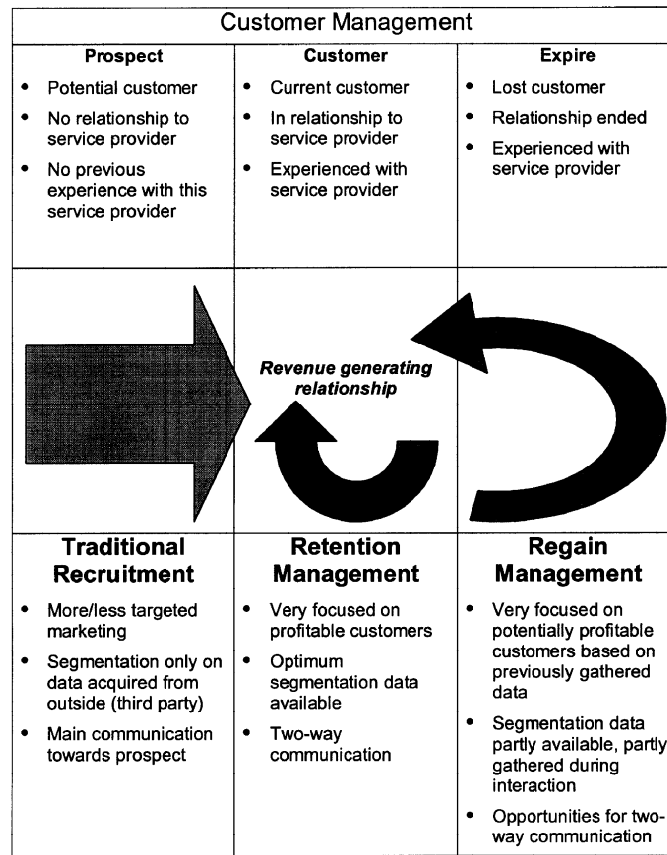 Customer Management
Prospect
• Potential customer
• No relationship to
service provider
• No previous
experience with this
service provider
Customer
• Current customer
• In relationship to
service provider
• Experienced with
service provider
Expire
• Lost customer
• Relationship ended
• Experienced with
service provider
Revenue generating
relationship
Traditional
Recruitment
• More/less targeted
marketing
• Segmentation only on
data acquired from
outside (third party)
• Main communication
towards prospect
Retention
Management
• Very focused on
profitable customers
• Optimum
segmentation data
available
• Two-way
communication
Regain
Management
• Very focused on
potentially profitable
customers based on
previously gathered
data
• Segmentation data
partly available, partly
gathered during
interaction
• Opportunities for two-
way communication